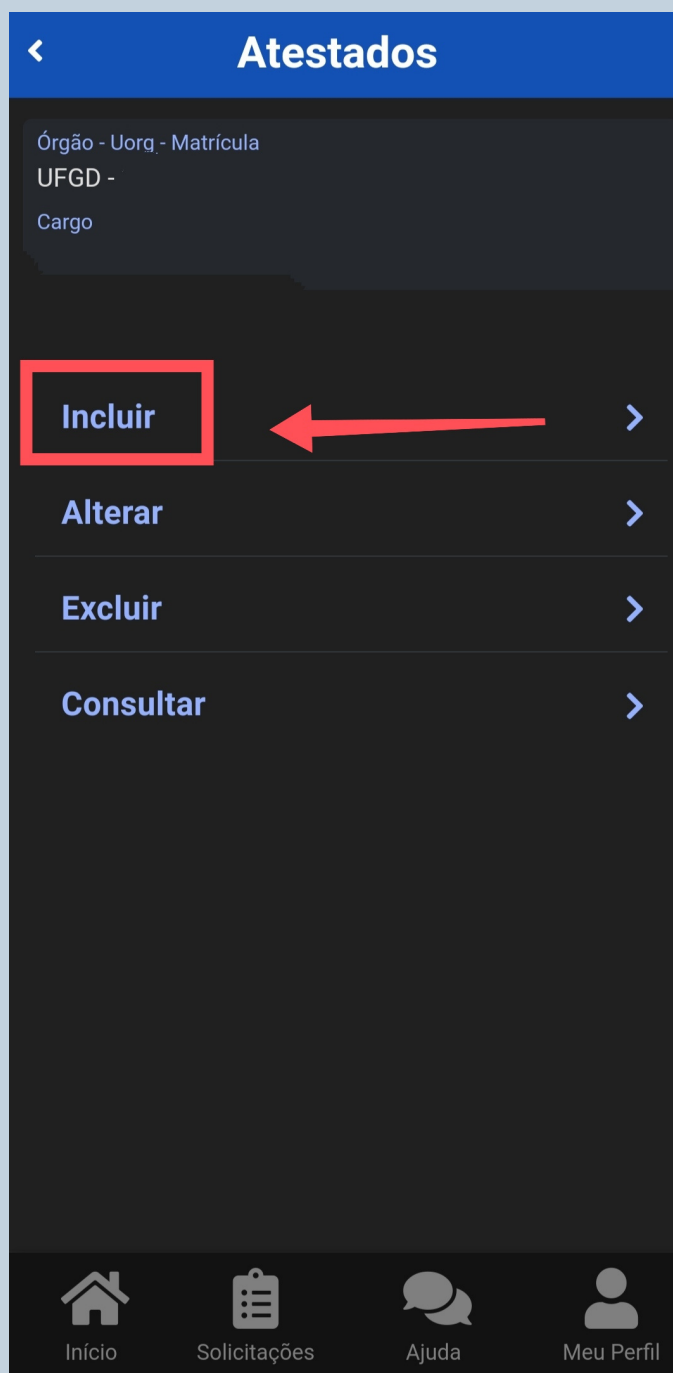 Atestados
Órgão - Uorg - Matrícula
UFGD -
Cargo
Incluir
Alterar
Excluir
Consultar
Início Solicitações Ajuda Meu Perfil